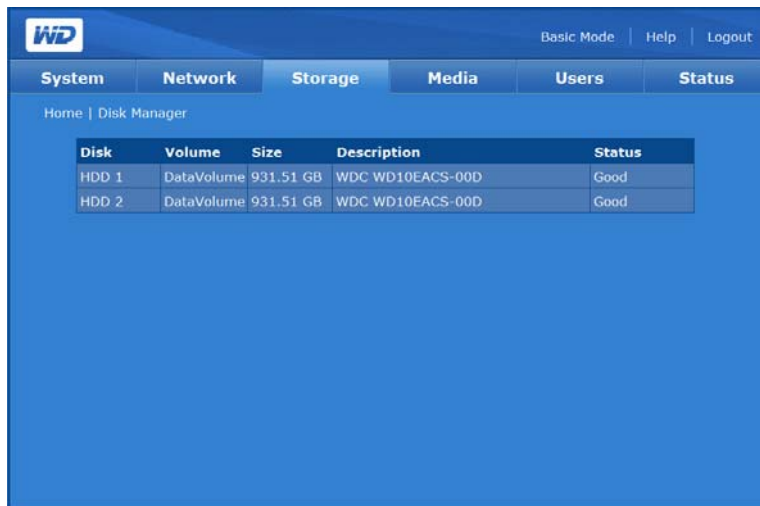 WD
Basic Mode | Help | Logout
System Network Storage Media Users Status
Home | Disk Manager
Disk Volume Size Description Status
HDD 1 DataVolume 931.51 GB WDC WD10EACS-00D Good
HDD 2 DataVolume 931.51 GB WDC WD10EACS-00D Good